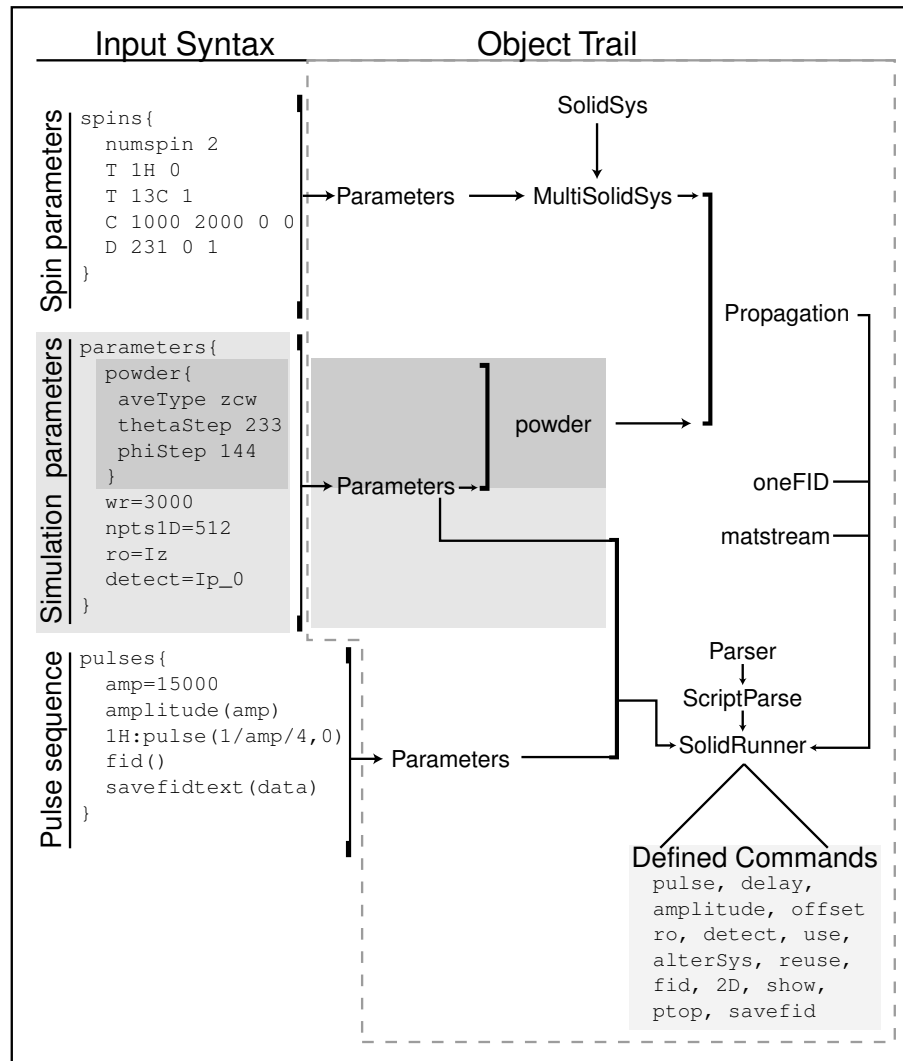 Input Syntax
Object Trail
Spin parameters
spins{
numspin 2
T 1H 0
T 13C 1
C 1000 2000 0 0
D 231 0 1
}
Parameters
SolidSys
MultiSolidSys
Propagation
Simulation parameters
parameters{
powder{
aveType zcw
thetaStep 233
phiStep 144
}
wr=3000
npts1D=512
ro=Iz
detect=Ip_0
}
Parameters
powder
oneFID
matstream
Pulse sequence
pulses{
amp=15000
amplitude(amp)
1H:pulse(1/amp/4,0)
fid()
savefidtext(data)
}
Parameters
Parser
ScriptParse
SolidRunner
Defined Commands
pulse, delay,
amplitude, offset
ro, detect, use,
alterSys, reuse,
fid, 2D, show,
ptop, savefid